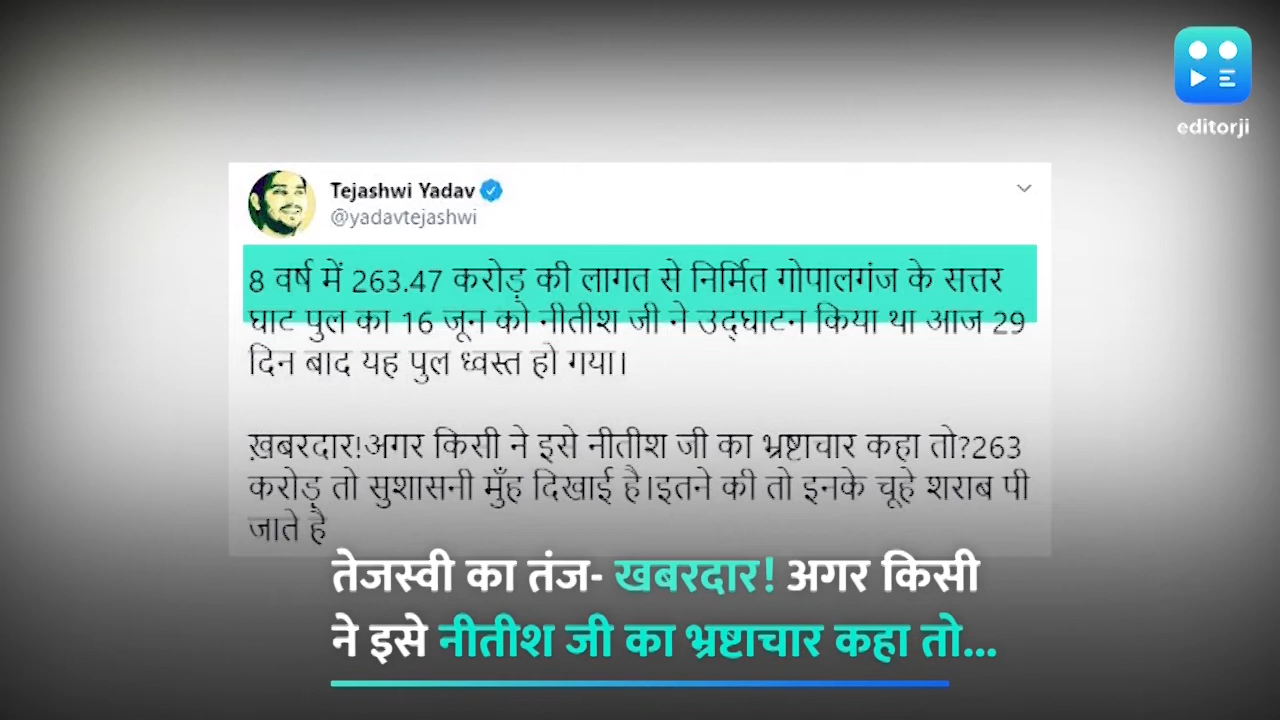 editorji
Tejashwi Yadav
@yadavtejashwi
8 वर्ष में 263.47 करोड़ की लागत से निर्मित गोपालगंज के सत्तर
घाट पुल का 16 जून को नीतीश जी ने उद्घाटन किया था आज 29
दिन बाद यह पुल ध्वस्त हो गया।
ख़बरदार!अगर किसी ने इसे नीतीश जी का भ्रष्टाचार कहा तो?263
करोड़ तो सुशासनी मुँह दिखाई है।इतने की तो इनके चूहे शराब पी
जाते है
तेजस्वी का तंज- खबरदार! अगर किसी
ने इसे नीतीश जी का भ्रष्टाचार कहा तो...